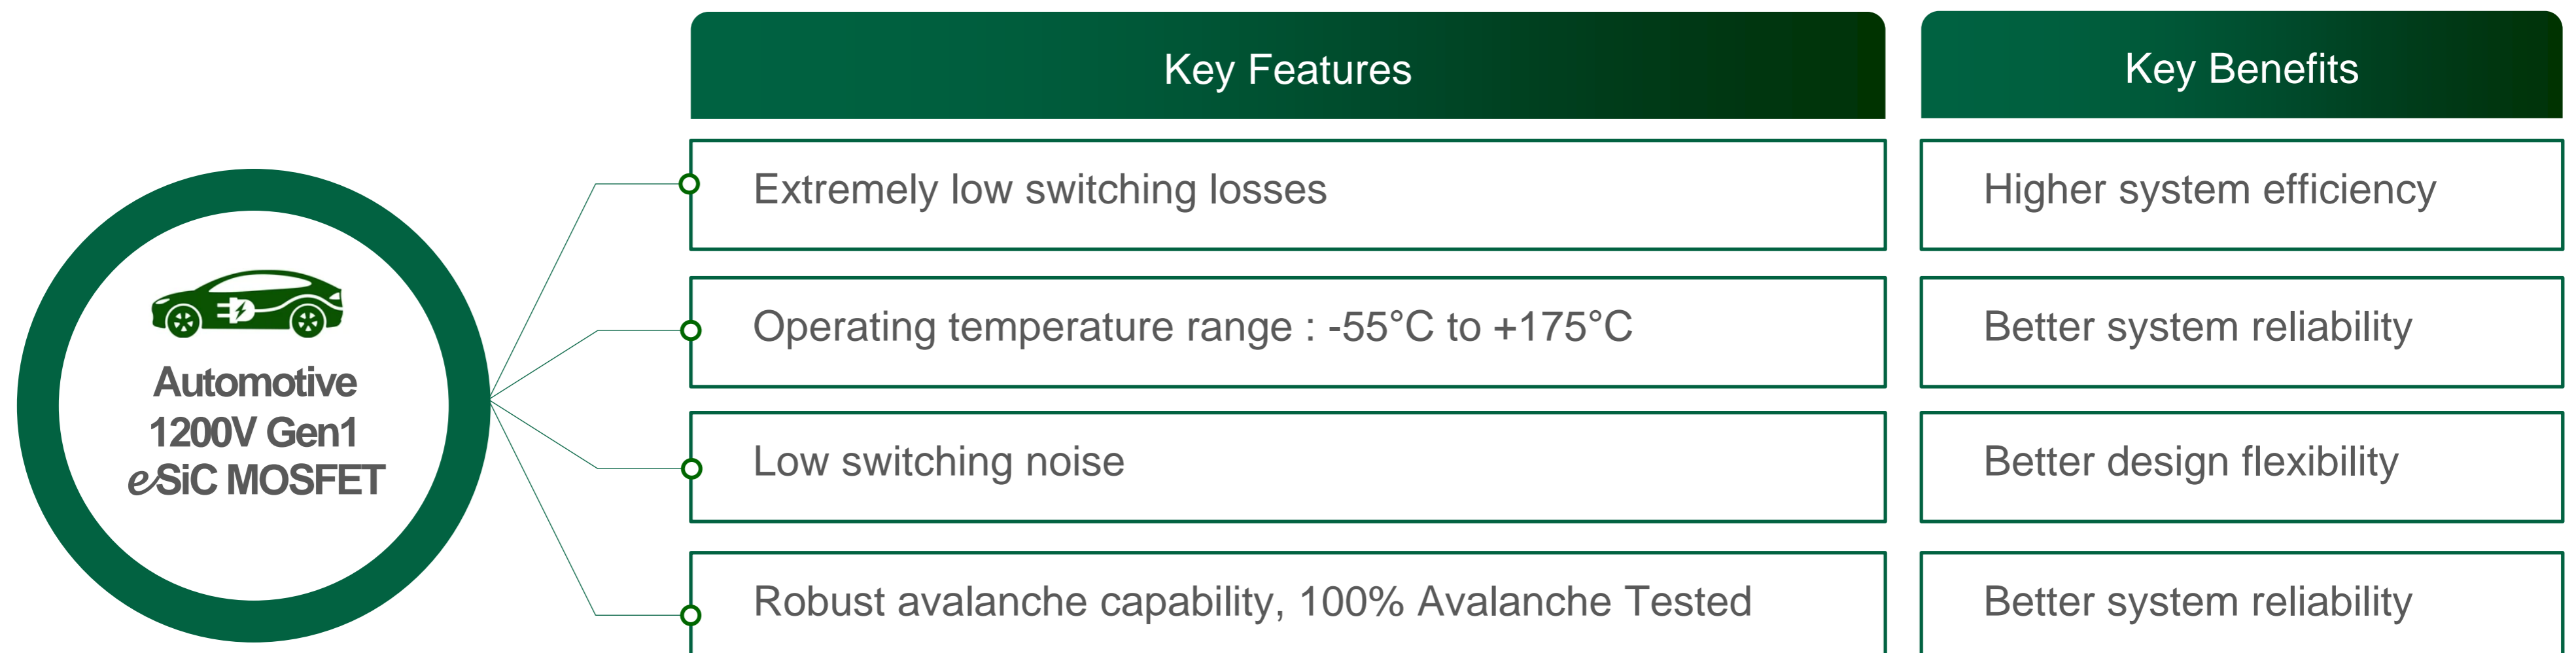 Key Features
Key Benefits
Automotive
1200V Gen1
eSiC MOSFET
Extremely low switching losses
Higher system efficiency
Operating temperature range : -55°C to +175°C
Better system reliability
Low switching noise
Better design flexibility
Robust avalanche capability, 100% Avalanche Tested
Better system reliability